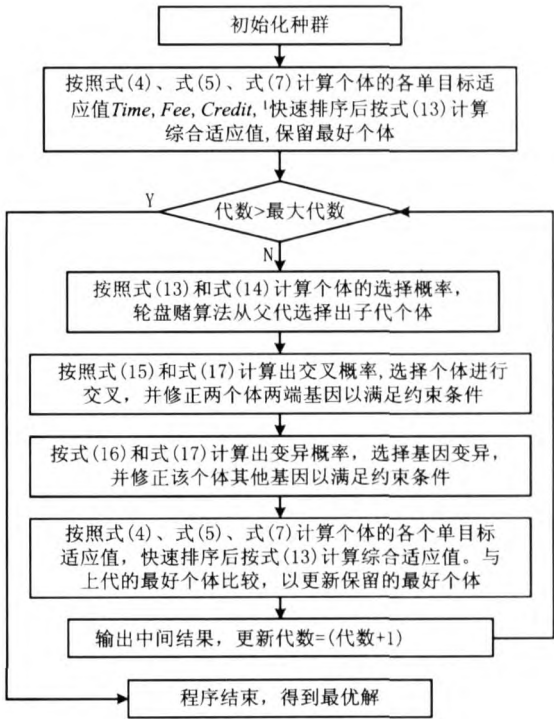 初始化种群
按照式(4)、式(5)、式(7)计算个体的各单目标适
应值Time, Fee, Credit, ¹快速排序后按式(13)计算
综合适应值,保留最好个体
代数>最大代数
Y
N
按照式(13)和式(14)计算个体的选择概率，
轮盘赌算法从父代选择出子代个体
按照式(15)和式(17)计算出交叉概率,选择个体进行
交叉，并修正两个体两端基因以满足约束条件
按式(16)和式(17)计算出变异概率，选择基因变异，
并修正该个体其他基因以满足约束条件
按照式(4)、式(5)、式(7)计算个体的各个单目标
适应值，快速排序后按式(13)计算综合适应值。与
上代的最好个体比较，以更新保留的最好个体
输出中间结果，更新代数=(代数+1)
程序结束，得到最优解